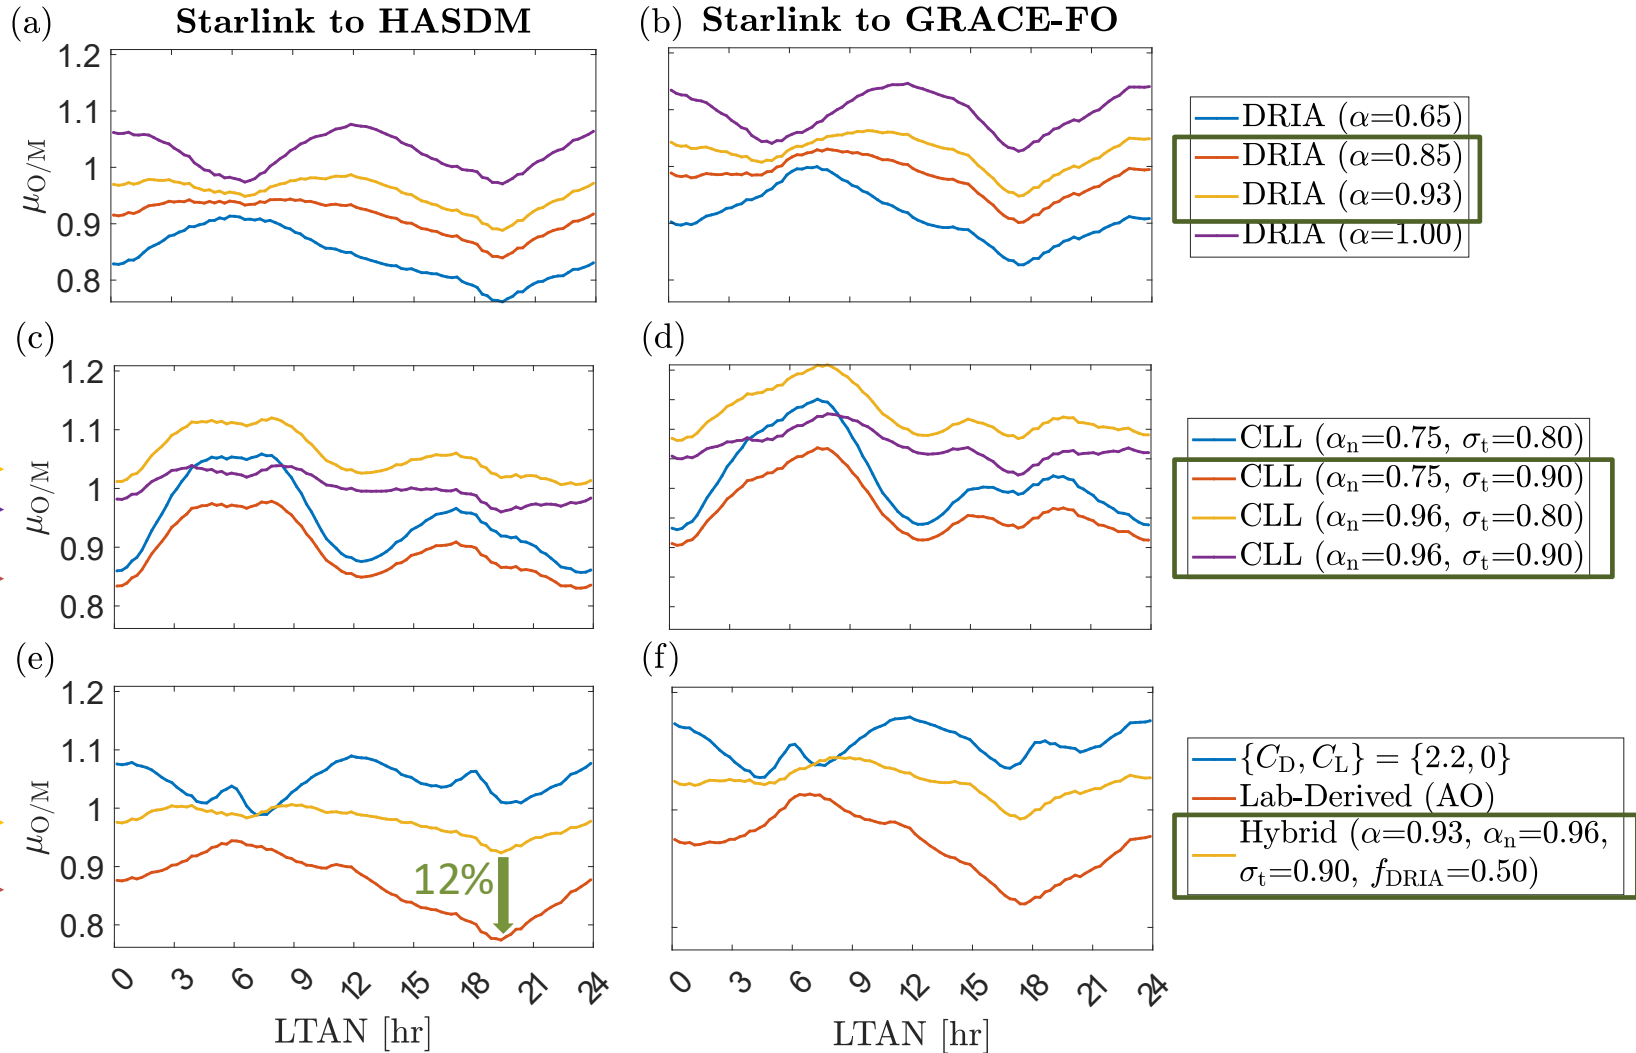 (a) Starlink to HASDM
(b) Starlink to GRACE-FO
1.2
1.1
1
0.9
0.8
μO/M
DRIA (α=0.65)
DRIA (α=0.85)
DRIA (α=0.93)
DRIA (α=1.00)
(c)
(d)
1.2
1.1
1
0.9
0.8
μO/M
CLL (αn=0.75, σt=0.80)
CLL (αn=0.75, σt=0.90)
CLL (αn=0.96, σt=0.80)
CLL (αn=0.96, σt=0.90)
(e)
(f)
1.2
1.1
1
0.9
0.8
μO/M
12%
{CD, CL} = {2.2, 0}
Lab-Derived (AO)
Hybrid (α=0.93, αn=0.96,
σt=0.90, fDRIA=0.50)
0 3 6 9 12 15 18 21 24
0 3 6 9 12 15 18 21 24
LTAN [hr]
LTAN [hr]